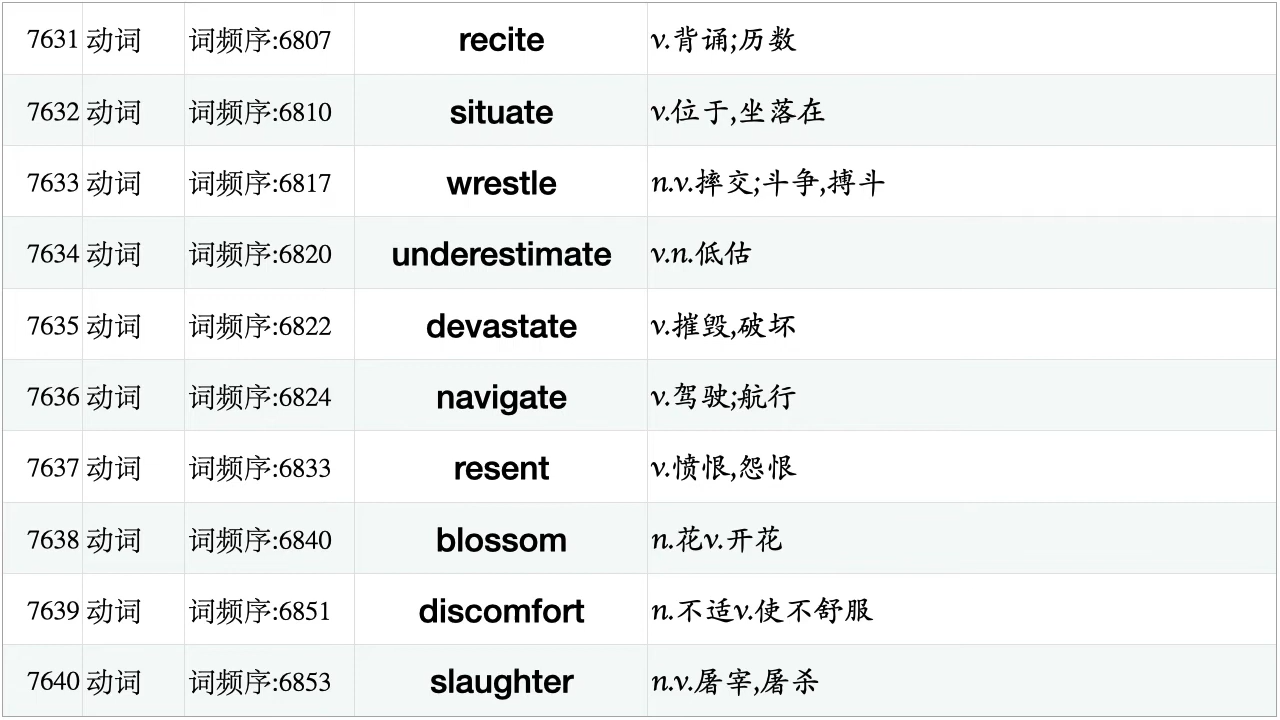 7631 动词 词频序:6807 recite v.背诵;历数
7632 动词 词频序:6810 situate v.位于,坐落在
7633 动词 词频序:6817 wrestle n.v.摔交;斗争,搏斗
7634 动词 词频序:6820 underestimate v.n.低估
7635 动词 词频序:6822 devastate v.摧毁,破坏
7636 动词 词频序:6824 navigate v.驾驶;航行
7637 动词 词频序:6833 resent v.愤恨,怨恨
7638 动词 词频序:6840 blossom n.花v.开花
7639 动词 词频序:6851 discomfort n.不适v.使不舒服
7640 动词 词频序:6853 slaughter n.v.屠宰,屠杀